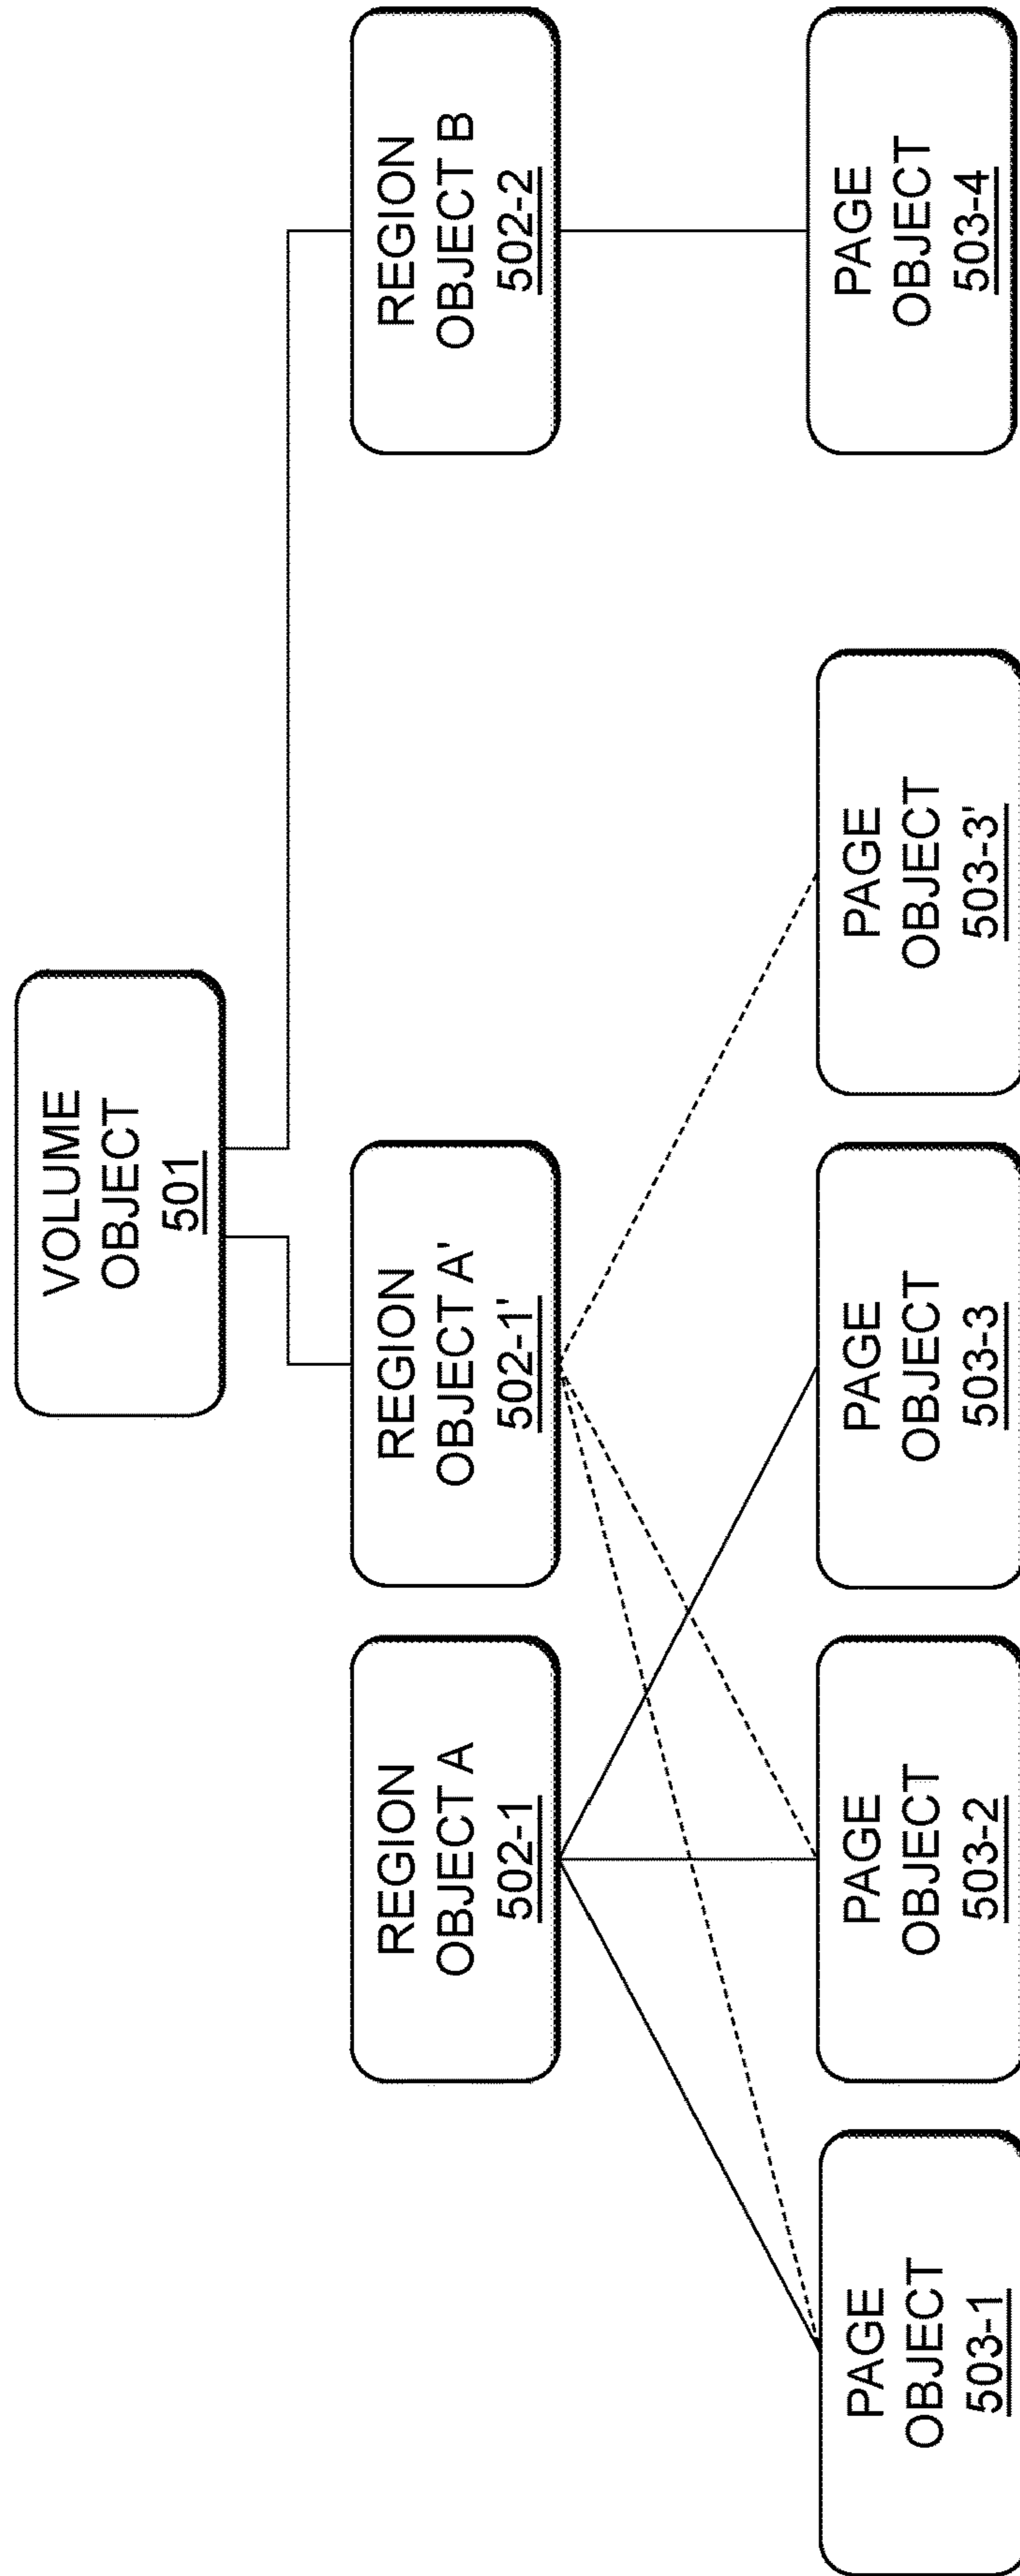 VOLUME
OBJECT
501
REGION
OBJECT A
502-1
REGION
OBJECT A'
502-1'
REGION
OBJECT B
502-2
PAGE
OBJECT
503-1
PAGE
OBJECT
503-2
PAGE
OBJECT
503-3
PAGE
OBJECT
503-3'
PAGE
OBJECT
503-4